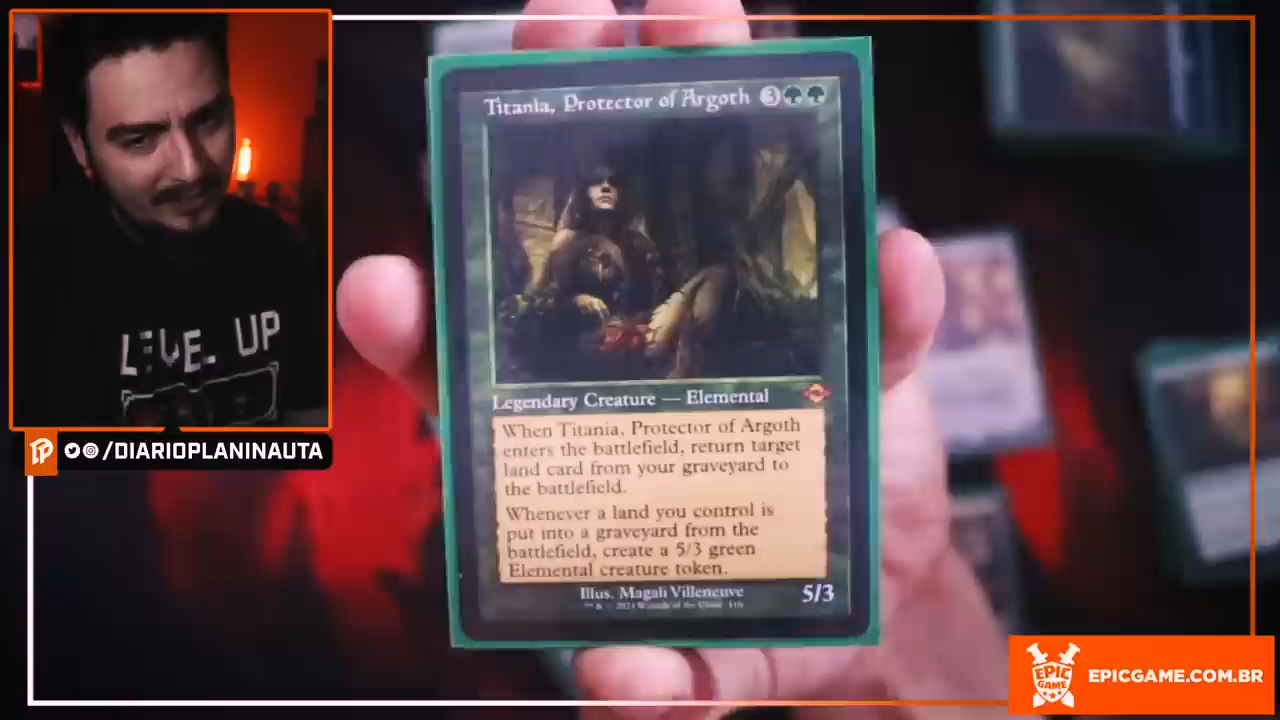 LEVEL UP
/DIARIOPLANINAUTA
Titania, Protector of Argoth 3
Legendary Creature — Elemental
When Titania, Protector of Argoth
enters the battlefield, return target
land card from your graveyard to
the battlefield.
Whenever a land you control is
put into a graveyard from the
battlefield, create a 5/3 green
Elemental creature token.
Illus. Magali Villeneuve
5/3
EPIC
GAME
EPICGAME.COM.BR